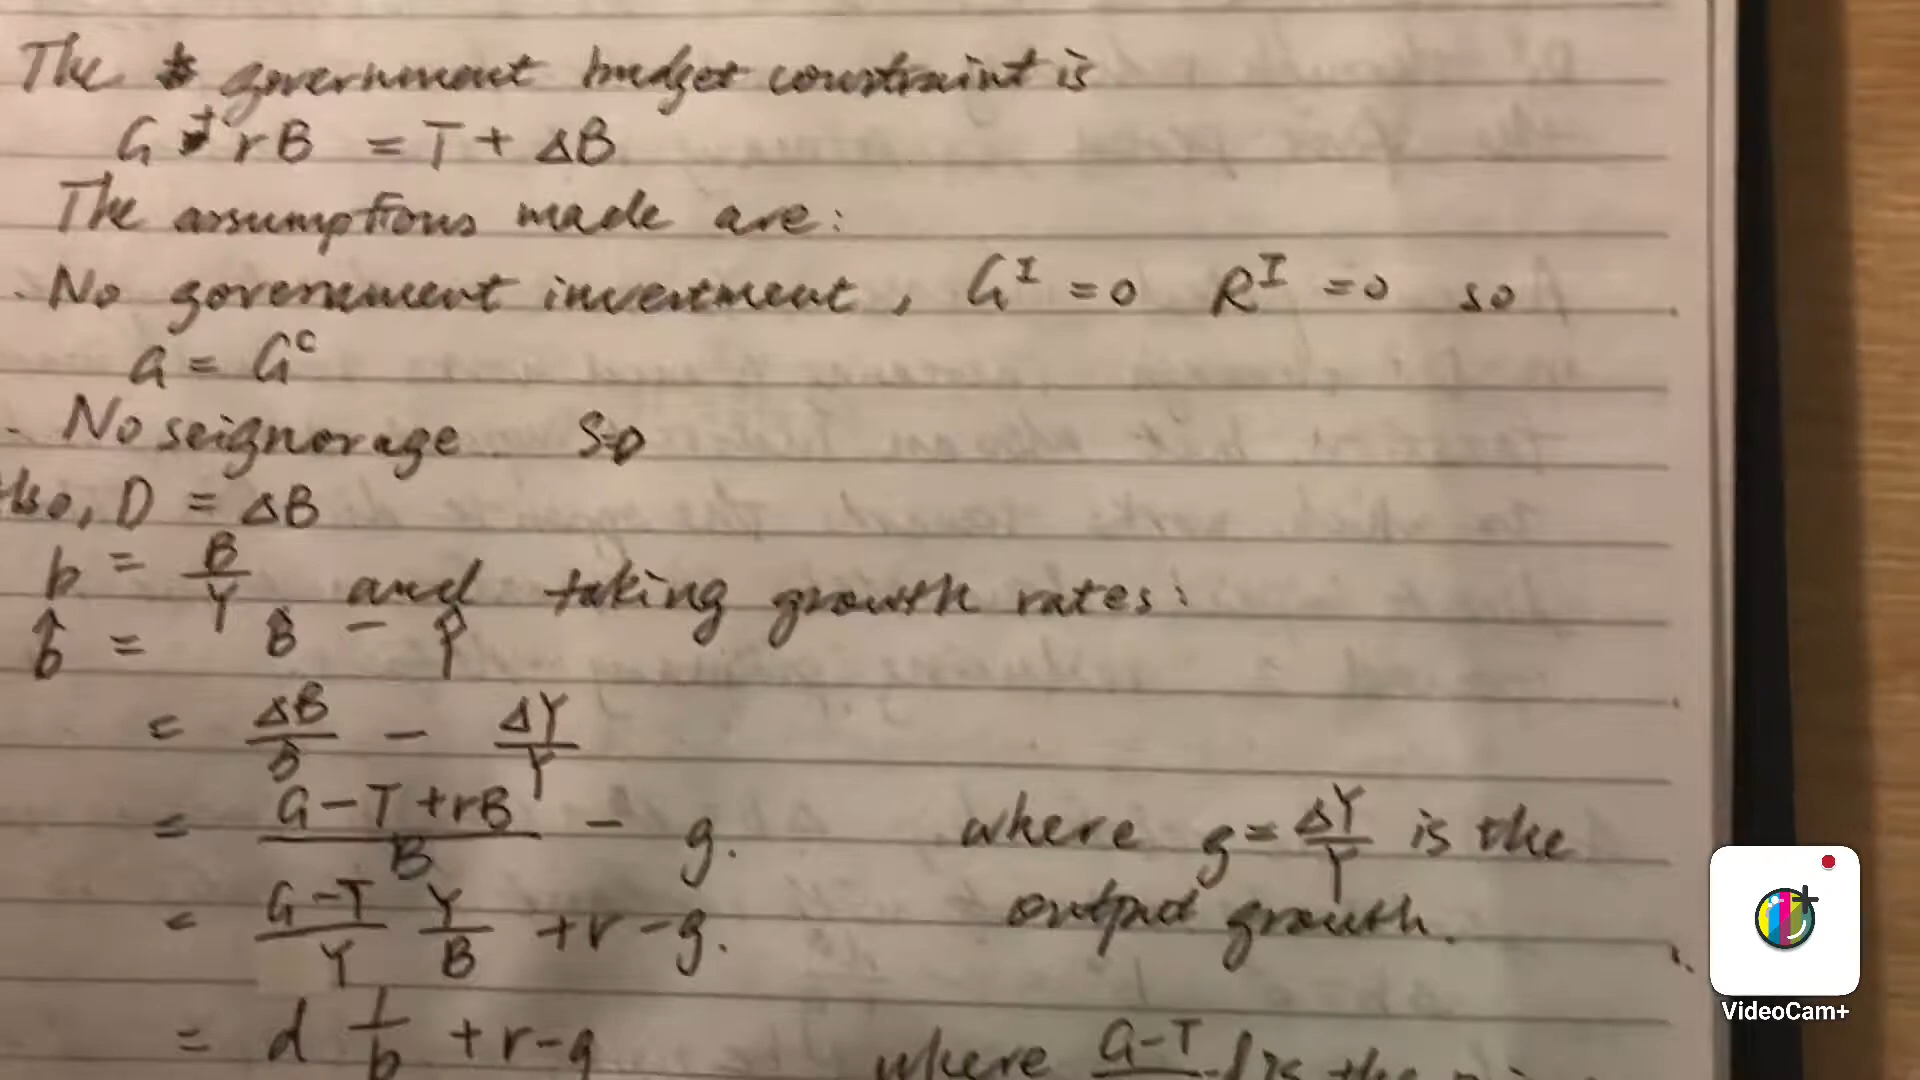 The government budget constraint is
G + rB = T + ΔB
The assumptions made are:
. No government investment, G^I = 0 R^I = 0 so
G = G^c
. No seignorage S=0
Also, D = ΔB
b = B/Y and taking growth rates:
b̂ = B̂ - Ŷ
= ΔB/B - ΔY/Y
= (G-T+rB)/B - g. where g = ΔY/Y is the
= (G-T)/Y Y/B + r - g. output growth.
= d 1/b + r - g where G-T d is the
VideoCam+